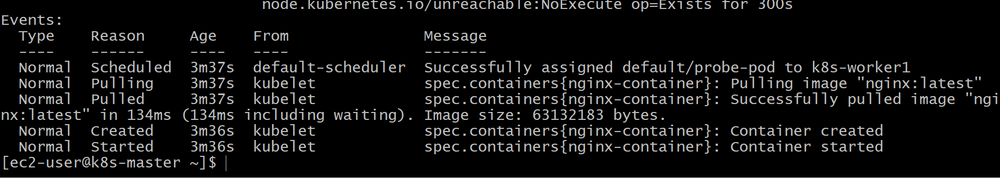 node.kubernetes.io/unreachable:NoExecute op=Exists for 300s
Events:
  Type    Reason     Age   From               Message
  ----    ------     ----  ----               -------
  Normal  Scheduled  3m37s  default-scheduler  Successfully assigned default/probe-pod to k8s-worker1
  Normal  Pulling    3m37s  kubelet            spec.containers{nginx-container}: Pulling image "nginx:latest"
  Normal  Pulled     3m37s  kubelet            spec.containers{nginx-container}: Successfully pulled image "ngi
nx:latest" in 134ms (134ms including waiting). Image size: 63132183 bytes.
  Normal  Created    3m36s  kubelet            spec.containers{nginx-container}: Container created
  Normal  Started    3m36s  kubelet            spec.containers{nginx-container}: Container started
[ec2-user@k8s-master ~]$